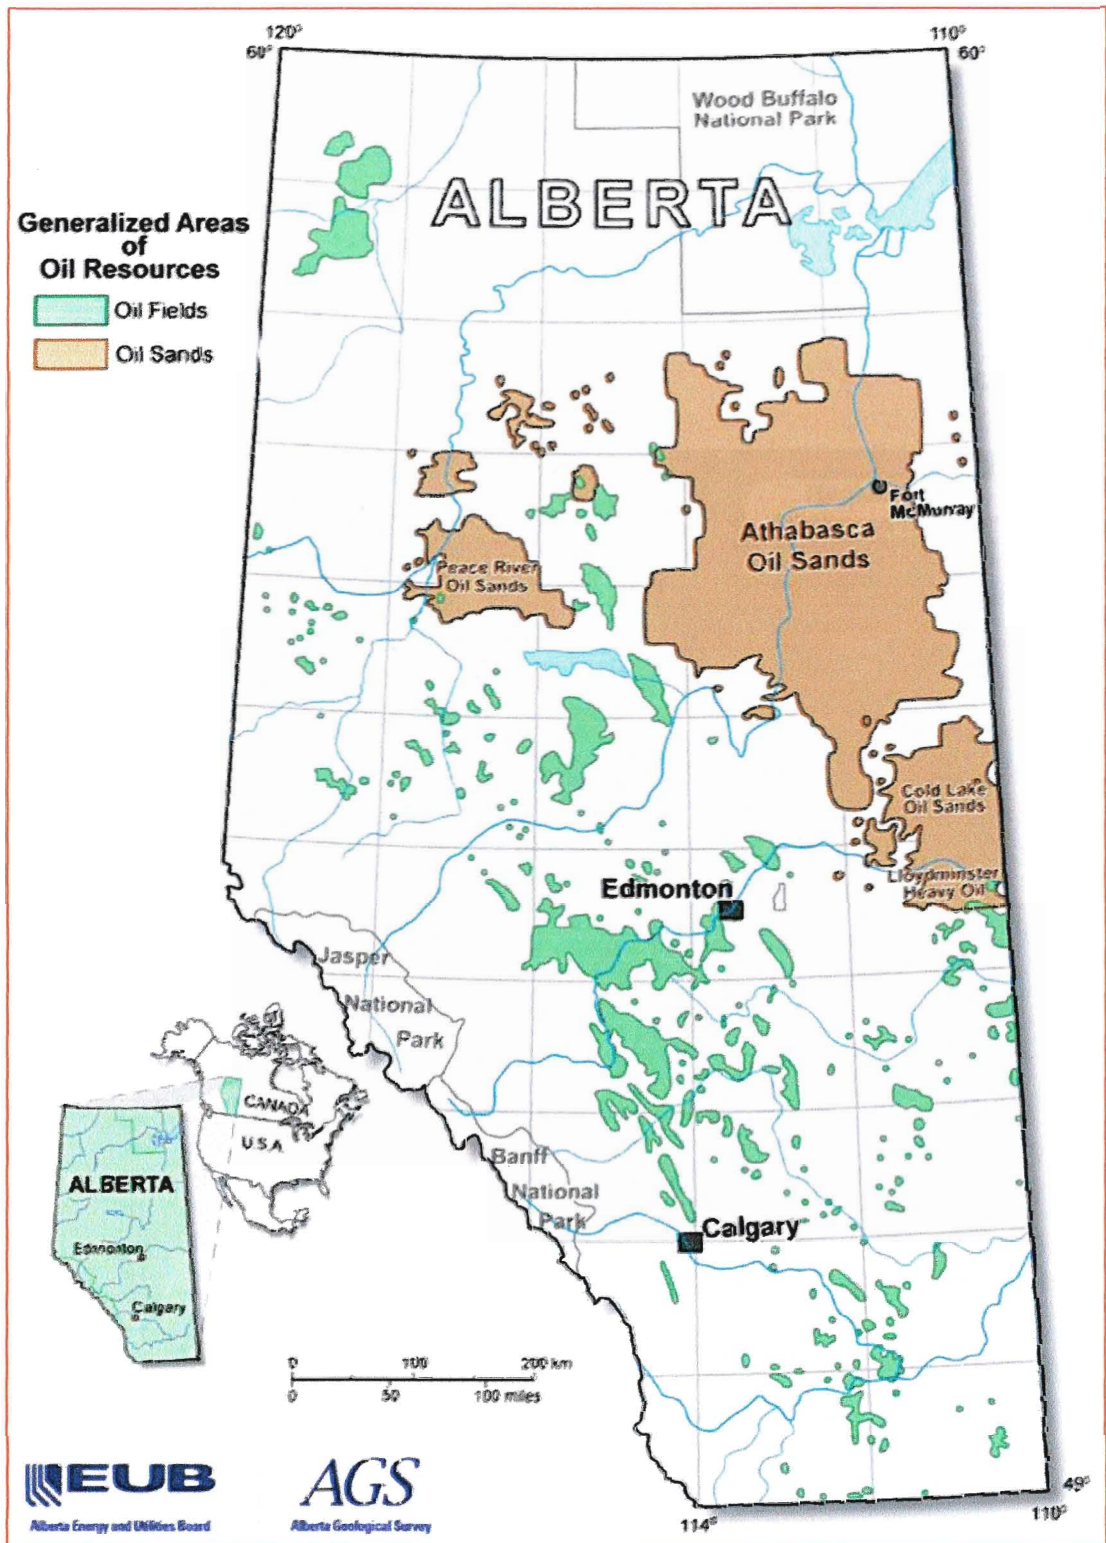 120°
60°
110°
60°
Wood Buffalo
National Park
ALBERTA
Generalized Areas
of
Oil Resources
Oil Fields
Oil Sands
Fort
McMurray
Athabasca
Oil Sands
Peace River
Oil Sands
Cold Lake
Oil Sands
Lloydminster
Heavy Oil
Edmonton
Jasper
National
Park
CANADA
U.S.A
ALBERTA
Edmonton
Calgary
Banff
National
Park
Calgary
0 100 200 km
0 50 100 miles
EUB
Alberta Energy and Utilities Board
AGS
Alberta Geological Survey
49°
110°
114°